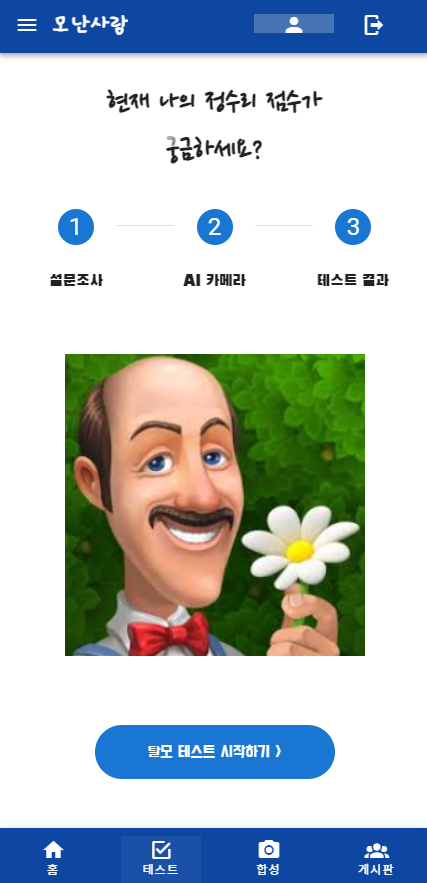 모난사람
현재 나의 정수리 점수가
궁금하세요?
1 2 3
설문조사 AI 카메라 테스트 결과
탈모 테스트 시작하기 >
홈 테스트 합성 게시판